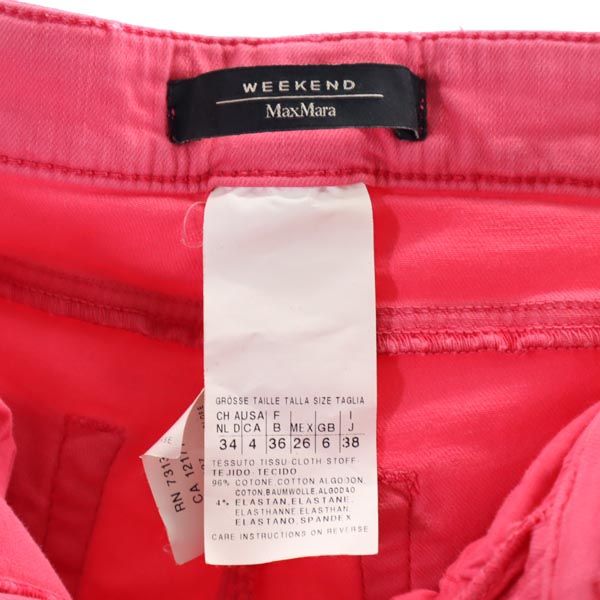 WEEKEND
MaxMara
GRÖSSE TAILLE TALLA SIZE TAGLIA
CH AUSA F I
NL D CA B MEX GB J
34 4 36 26 6 38
TESSUTO TISSU CLOTH STOFF
TEJIDO TECIDO
96% COTONE, COTTON ALGODON,
COTON, BAUMWOLLE, ALGODAO
4% ELASTAN, ELASTANE,
ELASTHANNE, ELASTHAN,
ELASTANO, SPANDEX
CARE INSTRUCTIONS ON REVERSE
RN 7313
CA 1217